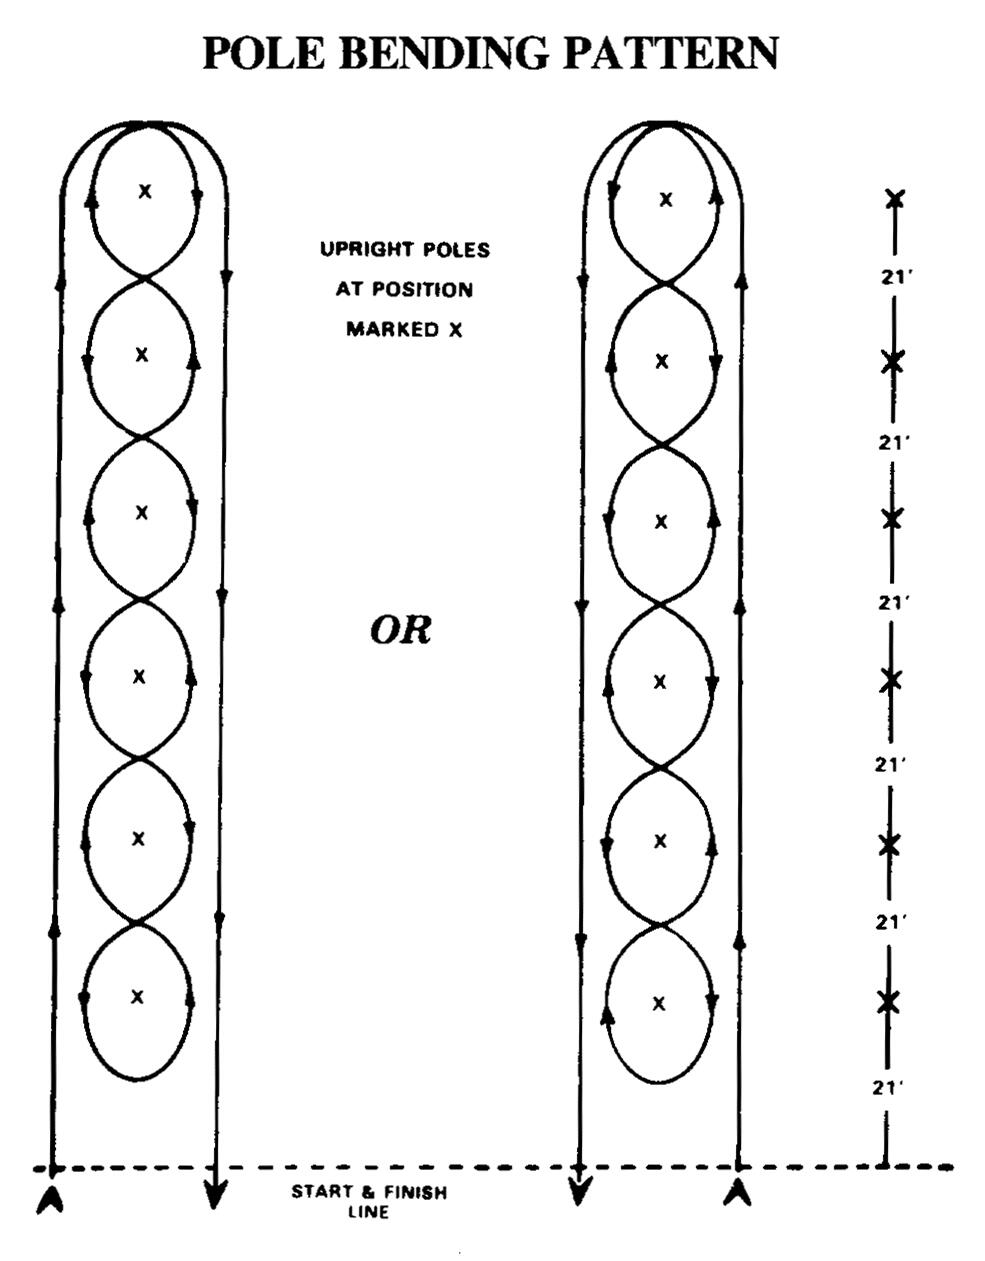 POLE BENDING PATTERN
UPRIGHT POLES
AT POSITION
MARKED X
X
X
X
X
X
X
OR
X
X
X
X
X
X
21'
21'
21'
21'
21'
21'
START & FINISH
LINE